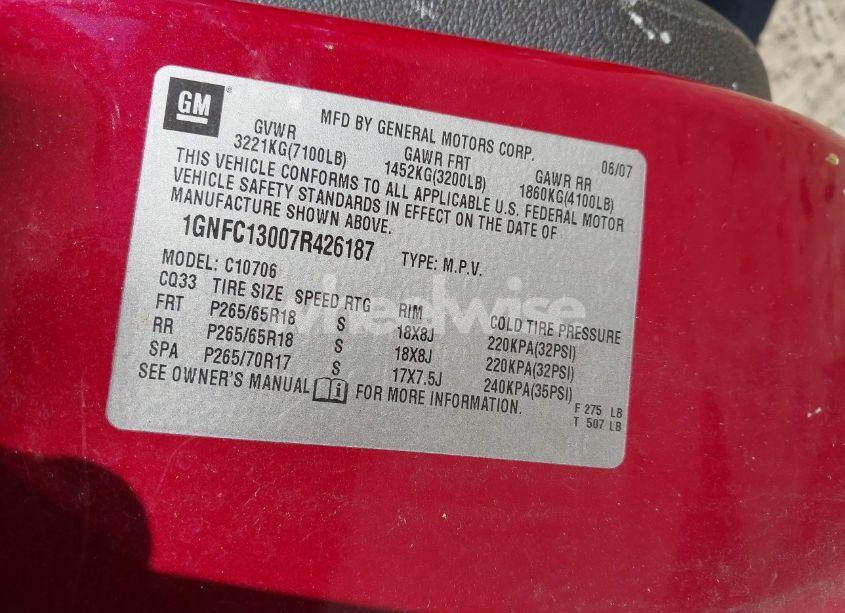 GM ®
MFD BY GENERAL MOTORS CORP. 06/07
GVWR GAWR FRT GAWR RR
3221KG(7100LB) 1452KG(3200LB) 1860KG(4100LB)
THIS VEHICLE CONFORMS TO ALL APPLICABLE U.S. FEDERAL MOTOR
VEHICLE SAFETY STANDARDS IN EFFECT ON THE DATE OF
MANUFACTURE SHOWN ABOVE.
1GNFC13007R426187 TYPE: M.P.V.
MODEL: C10706
CQ33 TIRE SIZE SPEED RTG RIM COLD TIRE PRESSURE
FRT P265/65R18 S 18X8J 220KPA(32PSI)
RR P265/65R18 S 18X8J 220KPA(32PSI)
SPA P265/70R17 S 17X7.5J 240KPA(35PSI)
SEE OWNER'S MANUAL i FOR MORE INFORMATION.
F 275 LB
T 507 LB
wheelwise